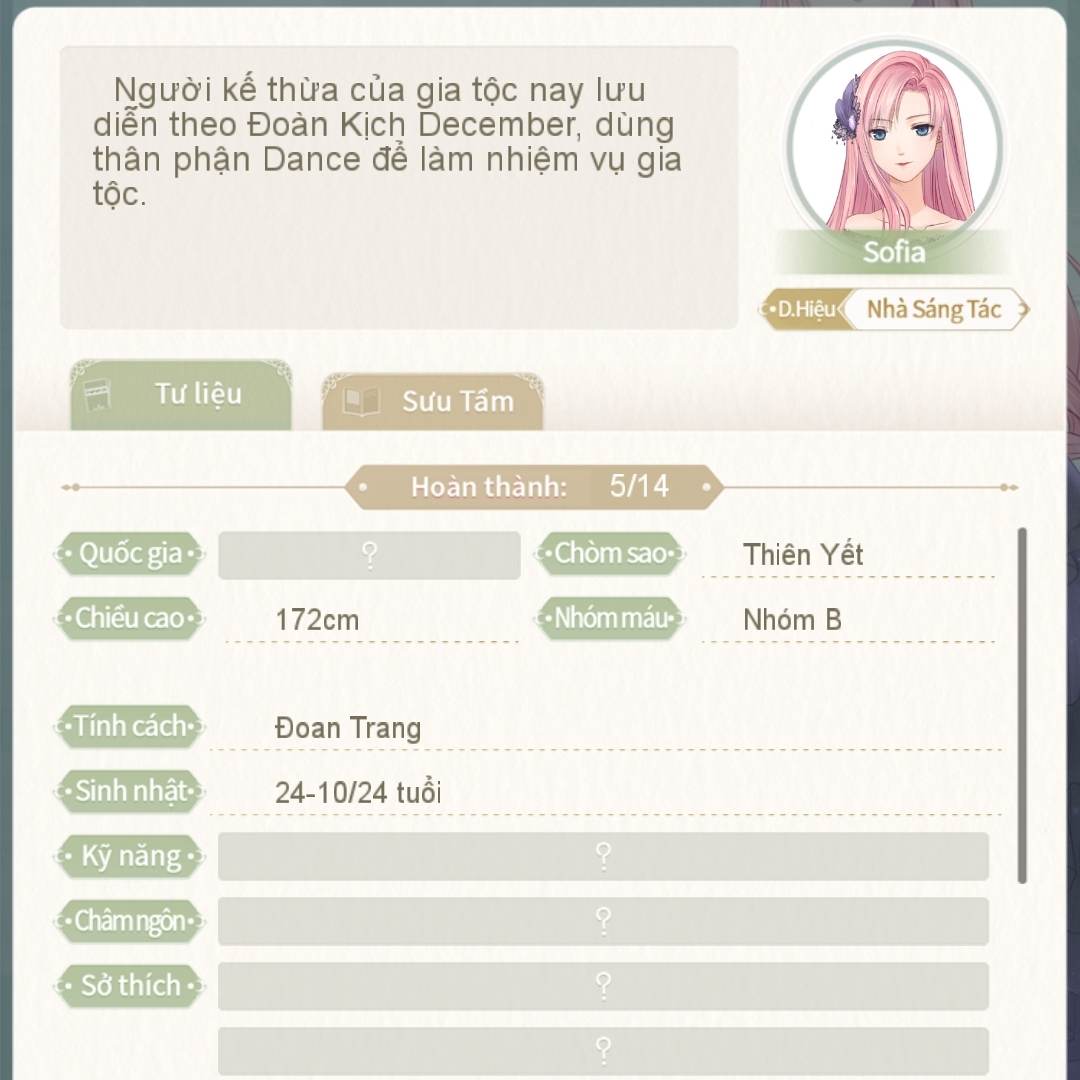 Người kế thừa của gia tộc nay lưu
diễn theo Đoàn Kịch December, dùng
thân phận Dance để làm nhiệm vụ gia
tộc.
Sofia
D.Hiệu Nhà Sáng Tác
Tư liệu Sưu Tầm
Hoàn thành: 5/14
Quốc gia ? Chòm sao Thiên Yết
Chiều cao 172cm Nhóm máu Nhóm B
Tính cách Đoan Trang
Sinh nhật 24-10/24 tuổi
Kỹ năng ?
Châm ngôn ?
Sở thích ?
?